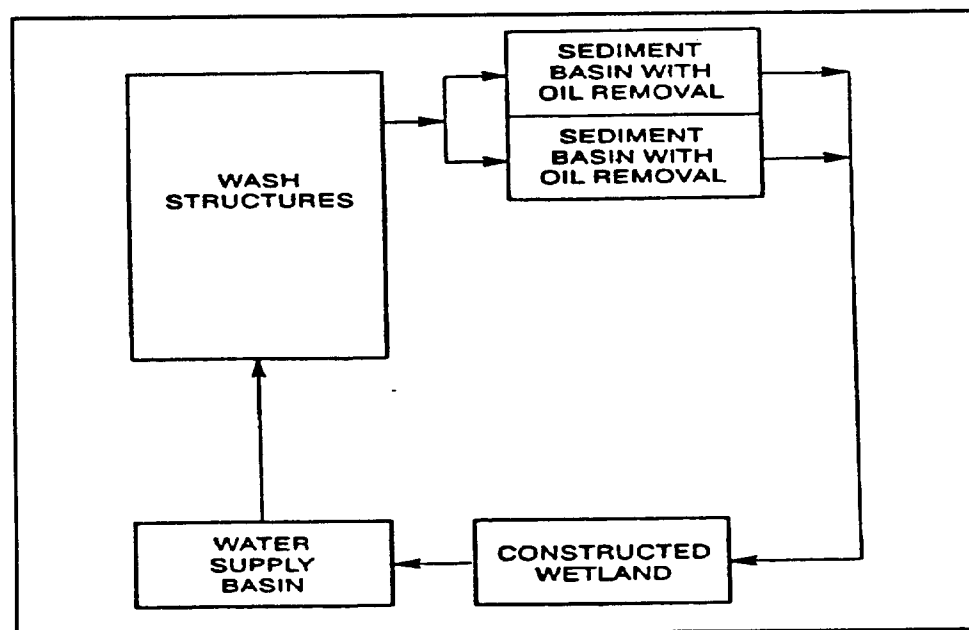 WASH
STRUCTURES
SEDIMENT
BASIN WITH
OIL REMOVAL
SEDIMENT
BASIN WITH
OIL REMOVAL
WATER
SUPPLY
BASIN
CONSTRUCTED
WETLAND